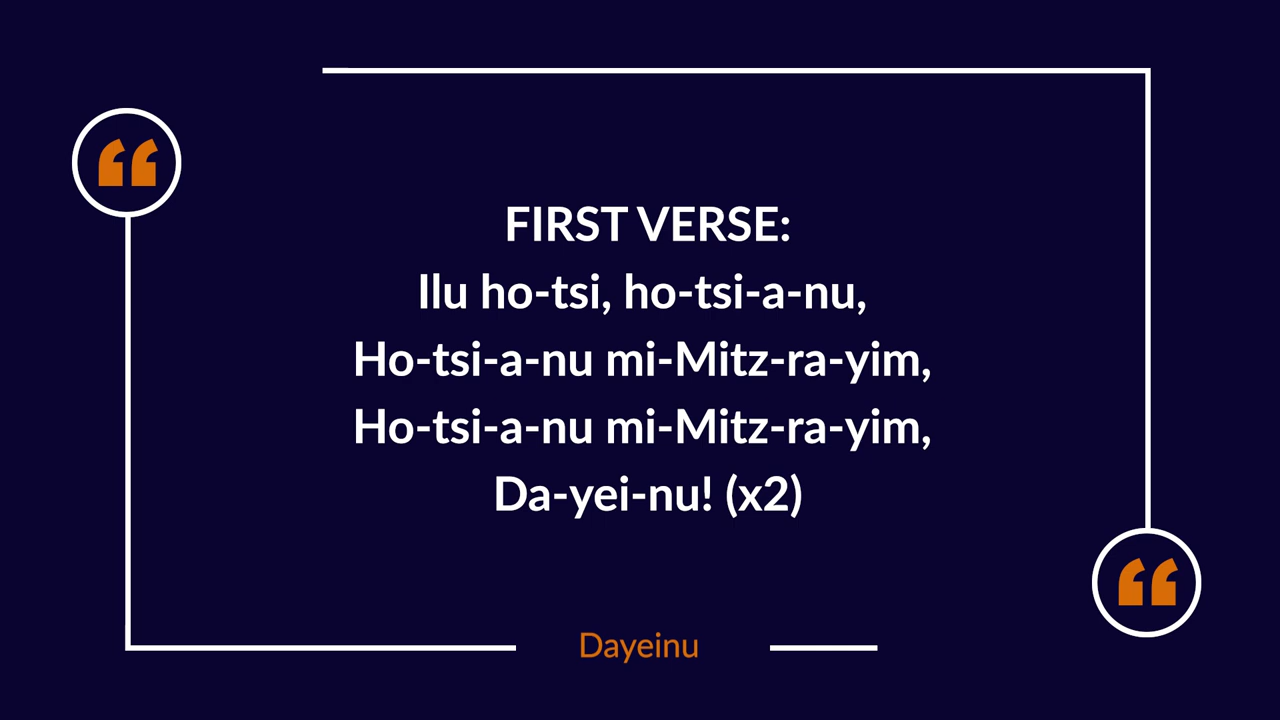 FIRST VERSE:
Ilu ho-tsi, ho-tsi-a-nu,
Ho-tsi-a-nu mi-Mitz-ra-yim,
Ho-tsi-a-nu mi-Mitz-ra-yim,
Da-yei-nu! (x2)
Dayeinu